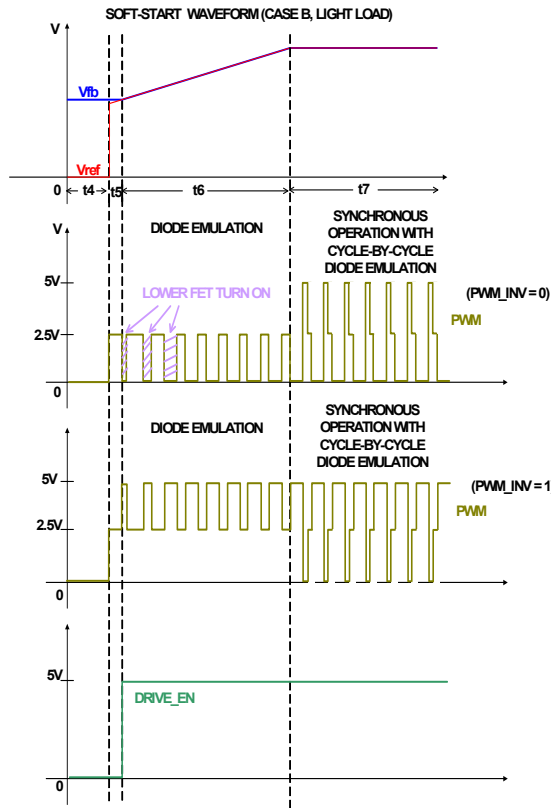 SOFT-START WAVEFORM (CASE B, LIGHT LOAD)
V
Vfb
Vref
0
t4
t5
t6
t7
V
DIODE EMULATION
SYNCHRONOUS
OPERATION WITH
CYCLE-BY-CYCLE
DIODE EMULATION
5V
LOWER FET TURN ON
(PWM_INV = 0)
PWM
2.5V
0
DIODE EMULATION
SYNCHRONOUS
OPERATION WITH
CYCLE-BY-CYCLE
DIODE EMULATION
5V
(PWM_INV = 1
PWM
2.5V
0
5V
DRIVE_EN
0